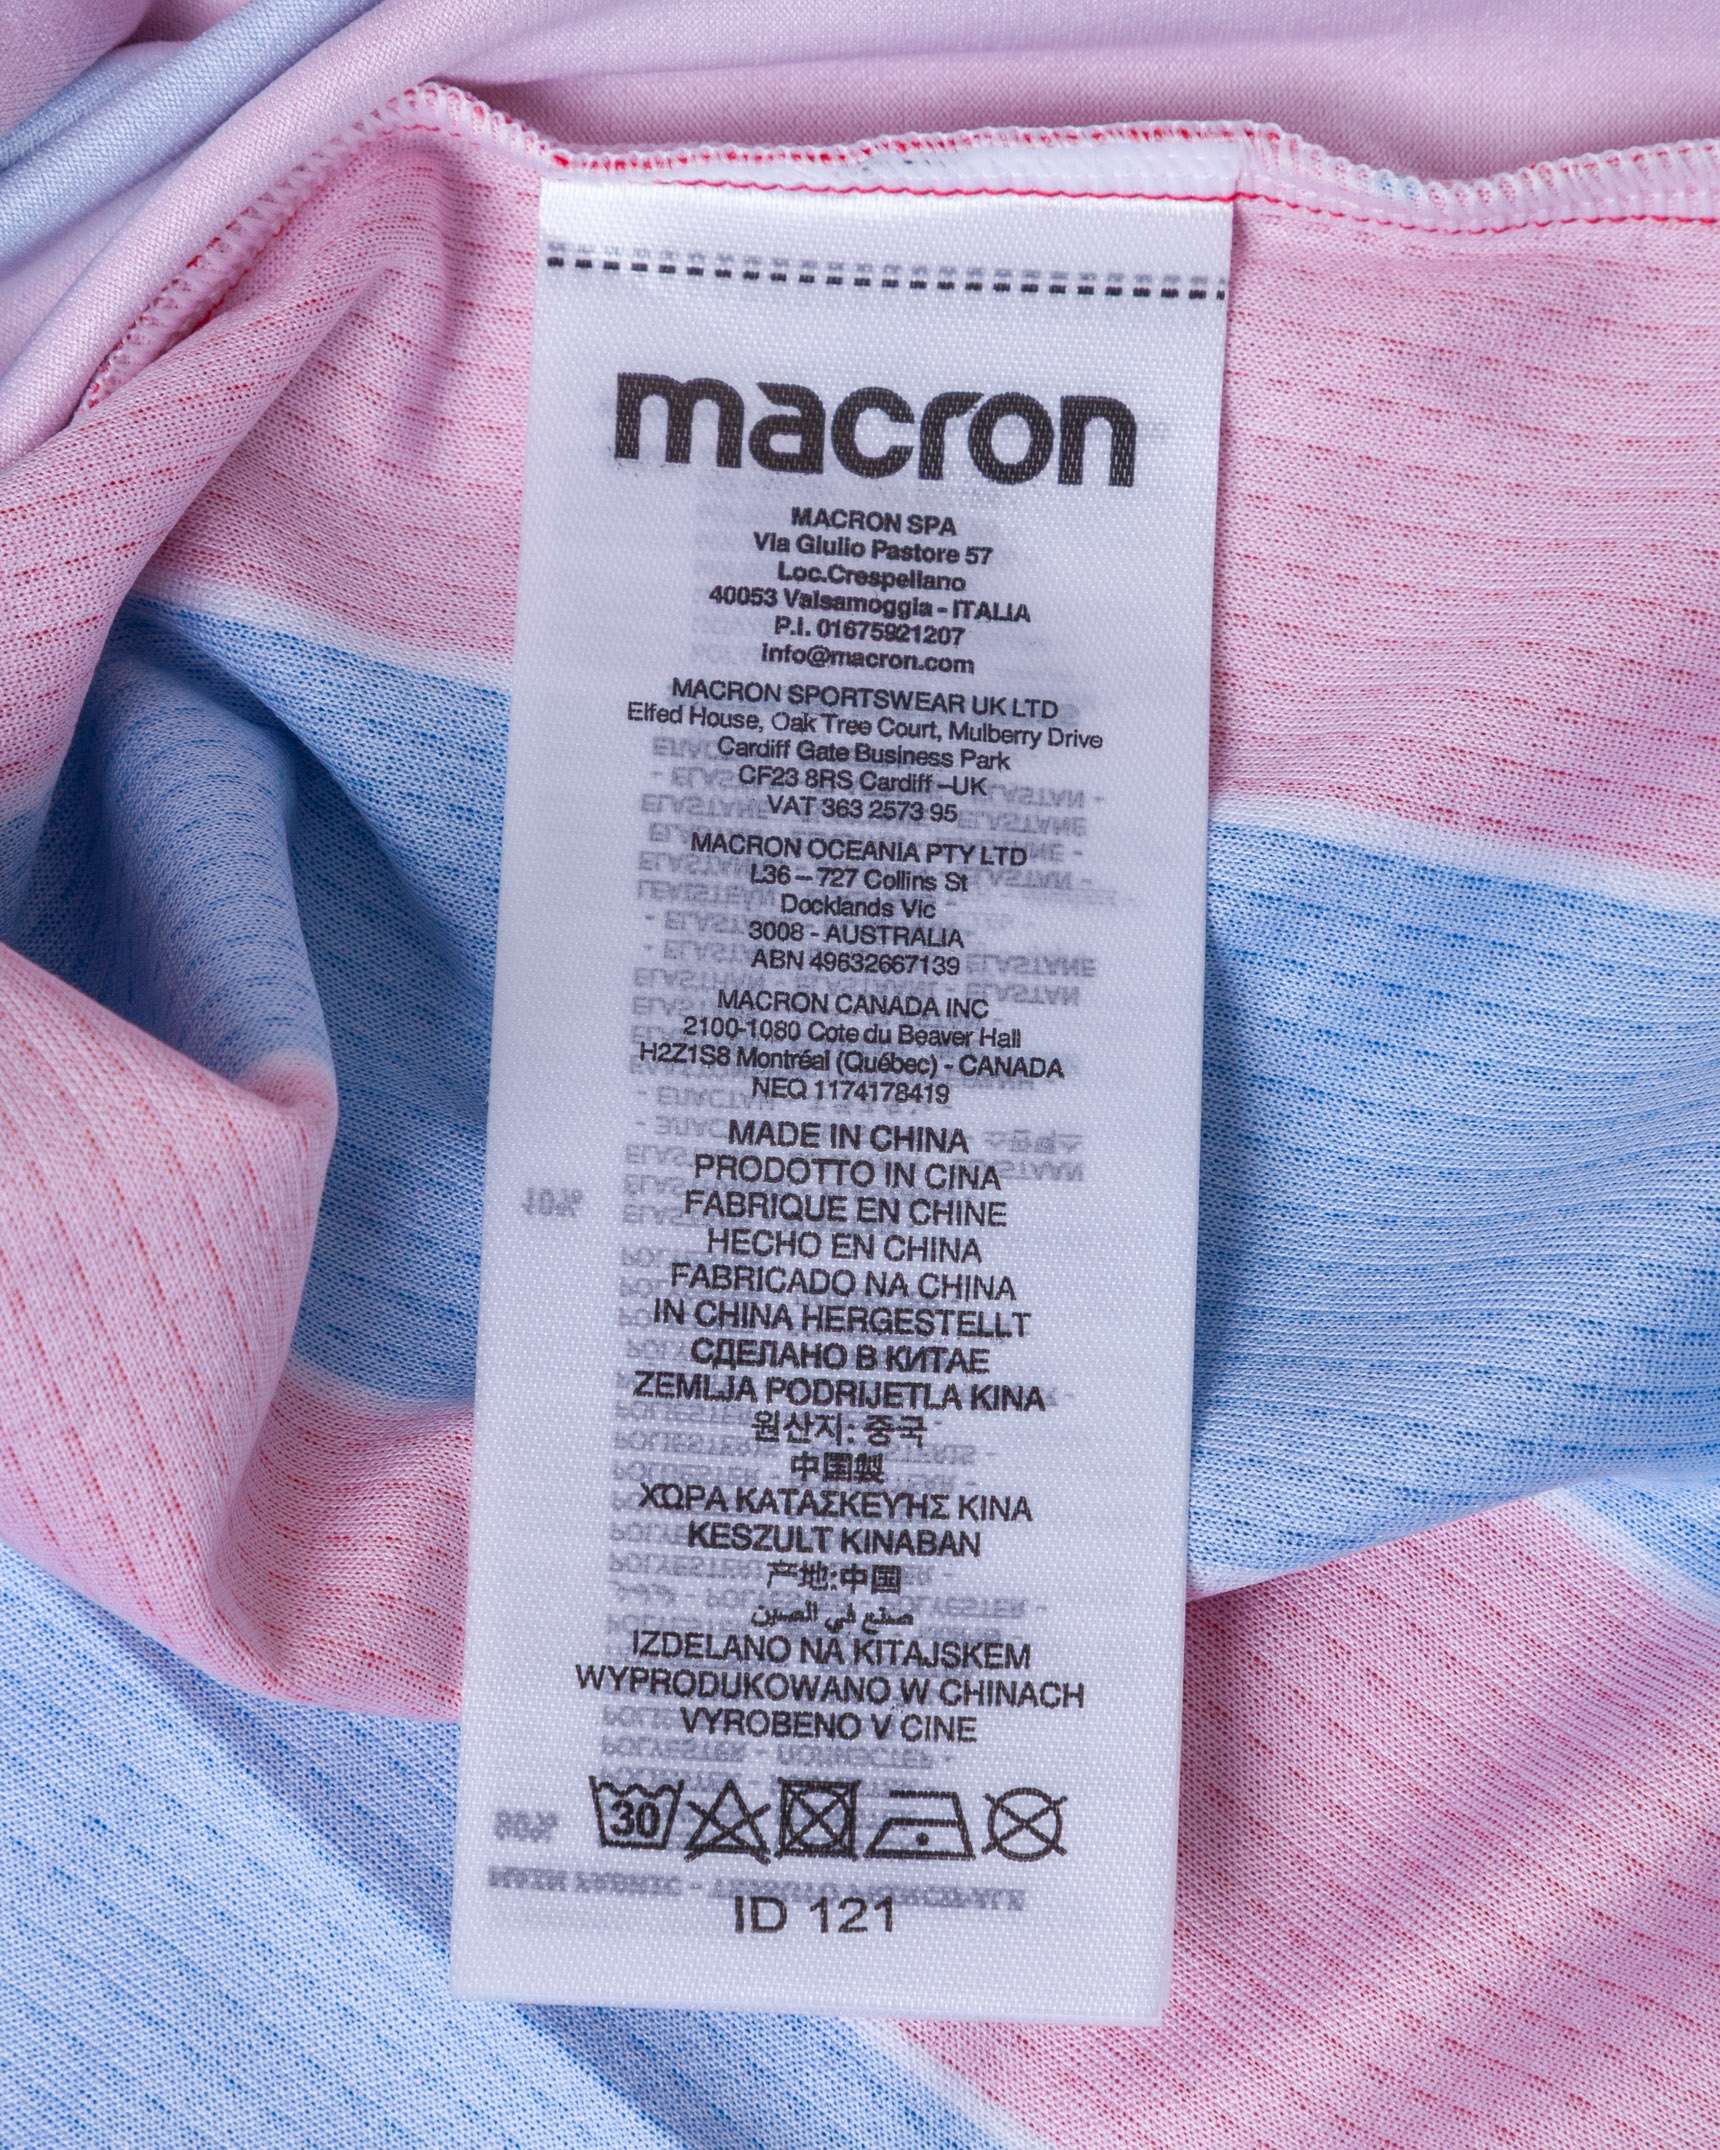 macron
MACRON SPA
Via Giulio Pastore 57
Loc.Crespellano
40053 Valsamoggia - ITALIA
P.I. 01675921207
info@macron.com
MACRON SPORTSWEAR UK LTD
Elfed House, Oak Tree Court, Mulberry Drive
Cardiff Gate Business Park
CF23 8RS Cardiff –UK
VAT 363 2573 95
MACRON OCEANIA PTY LTD
L36 – 727 Collins St
Docklands Vic
3008 - AUSTRALIA
ABN 49632667139
MACRON CANADA INC
2100-1080 Cote du Beaver Hall
H2Z1S8 Montréal (Québec) - CANADA
NEQ 1174178419
MADE IN CHINA
PRODOTTO IN CINA
FABRIQUE EN CHINE
HECHO EN CHINA
FABRICADO NA CHINA
IN CHINA HERGESTELLT
СДЕЛАНО В КИТАЕ
ZEMLJA PODRIJETLA KINA
원산지: 중국
中国製
ΧΩΡΑ ΚΑΤΑΣΚΕΥΉΣ ΚΙΝΑ
KESZULT KINABAN
产地:中国
صنع في الصين
IZDELANO NA KITAJSKEM
WYPRODUKOWANO W CHINACH
VYROBENO V CINE
30
ID 121